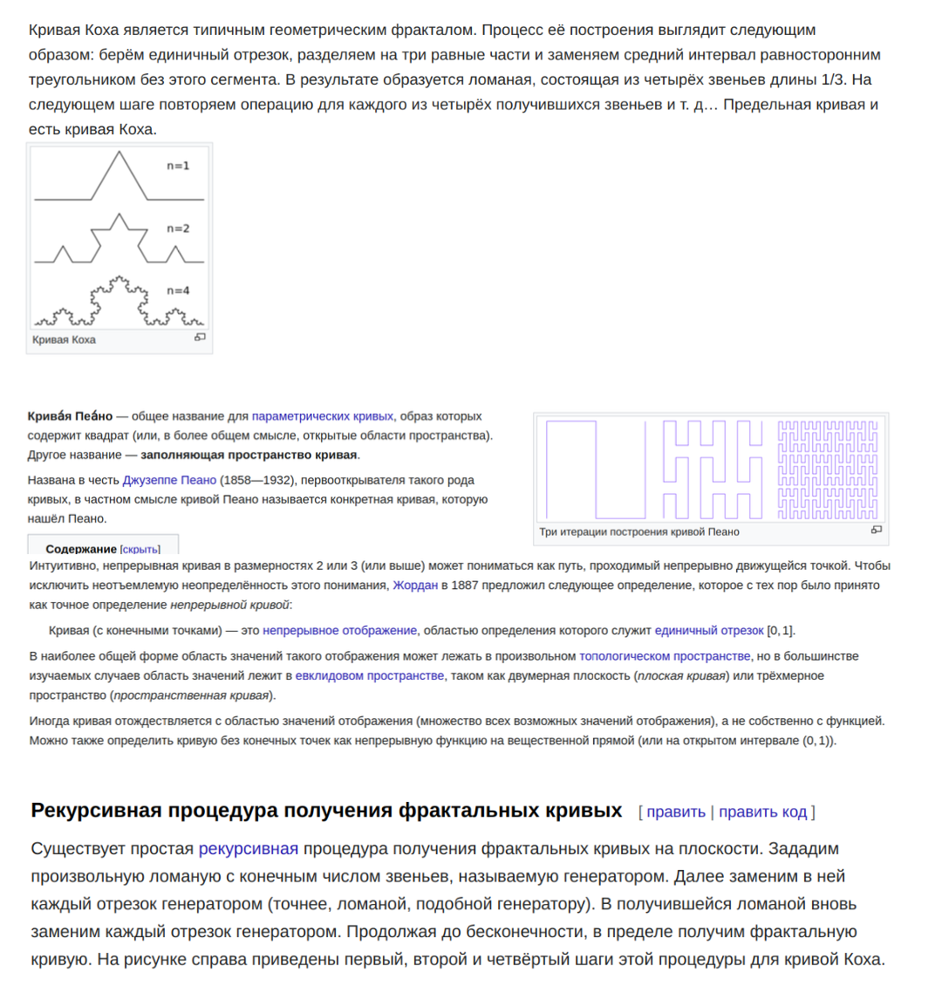 Кривая Коха является типичным геометрическим фракталом. Процесс её построения выглядит следующим
образом: берём единичный отрезок, разделяем на три равные части и заменяем средний интервал равносторонним
треугольником без этого сегмента. В результате образуется ломаная, состоящая из четырёх звеньев длины 1/3. На
следующем шаге повторяем операцию для каждого из четырёх получившихся звеньев и т. д… Предельная кривая и
есть кривая Коха.
n=1
n=2
n=4
Кривая Коха
Крива́я Пеа́но — общее название для параметрических кривых, образ которых
содержит квадрат (или, в более общем смысле, открытые области пространства).
Другое название — заполняющая пространство кривая.
Названа в честь Джузеппе Пеано (1858—1932), первооткрывателя такого рода
кривых, в частном смысле кривой Пеано называется конкретная кривая, которую
нашёл Пеано.
Три итерации построения кривой Пеано
Содержание [скрыть]
Интуитивно, непрерывная кривая в размерностях 2 или 3 (или выше) может пониматься как путь, проходимый непрерывно движущейся точкой. Чтобы
исключить неотъемлемую неопределённость этого понимания, Жордан в 1887 предложил следующее определение, которое с тех пор было принято
как точное определение непрерывной кривой:
Кривая (с конечными точками) — это непрерывное отображение, областью определения которого служит единичный отрезок [0, 1].
В наиболее общей форме область значений такого отображения может лежать в произвольном топологическом пространстве, но в большинстве
изучаемых случаев область значений лежит в евклидовом пространстве, таком как двумерная плоскость (плоская кривая) или трёхмерное
пространство (пространственная кривая).
Иногда кривая отождествляется с областью значений отображения (множество всех возможных значений отображения), а не собственно с функцией.
Можно также определить кривую без конечных точек как непрерывную функцию на вещественной прямой (или на открытом интервале (0, 1)).
Рекурсивная процедура получения фрактальных кривых [ править | править код ]
Существует простая рекурсивная процедура получения фрактальных кривых на плоскости. Зададим
произвольную ломаную с конечным числом звеньев, называемую генератором. Далее заменим в ней
каждый отрезок генератором (точнее, ломаной, подобной генератору). В получившейся ломаной вновь
заменим каждый отрезок генератором. Продолжая до бесконечности, в пределе получим фрактальную
кривую. На рисунке справа приведены первый, второй и четвёртый шаги этой процедуры для кривой Коха.